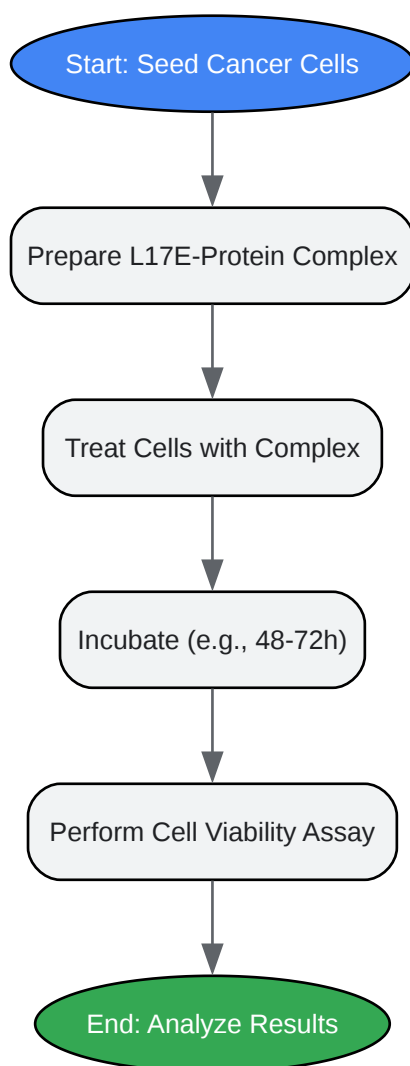 Start: Seed Cancer Cells
Prepare L17E-Protein Complex
Treat Cells with Complex
Incubate (e.g., 48-72h)
Perform Cell Viability Assay
End: Analyze Results